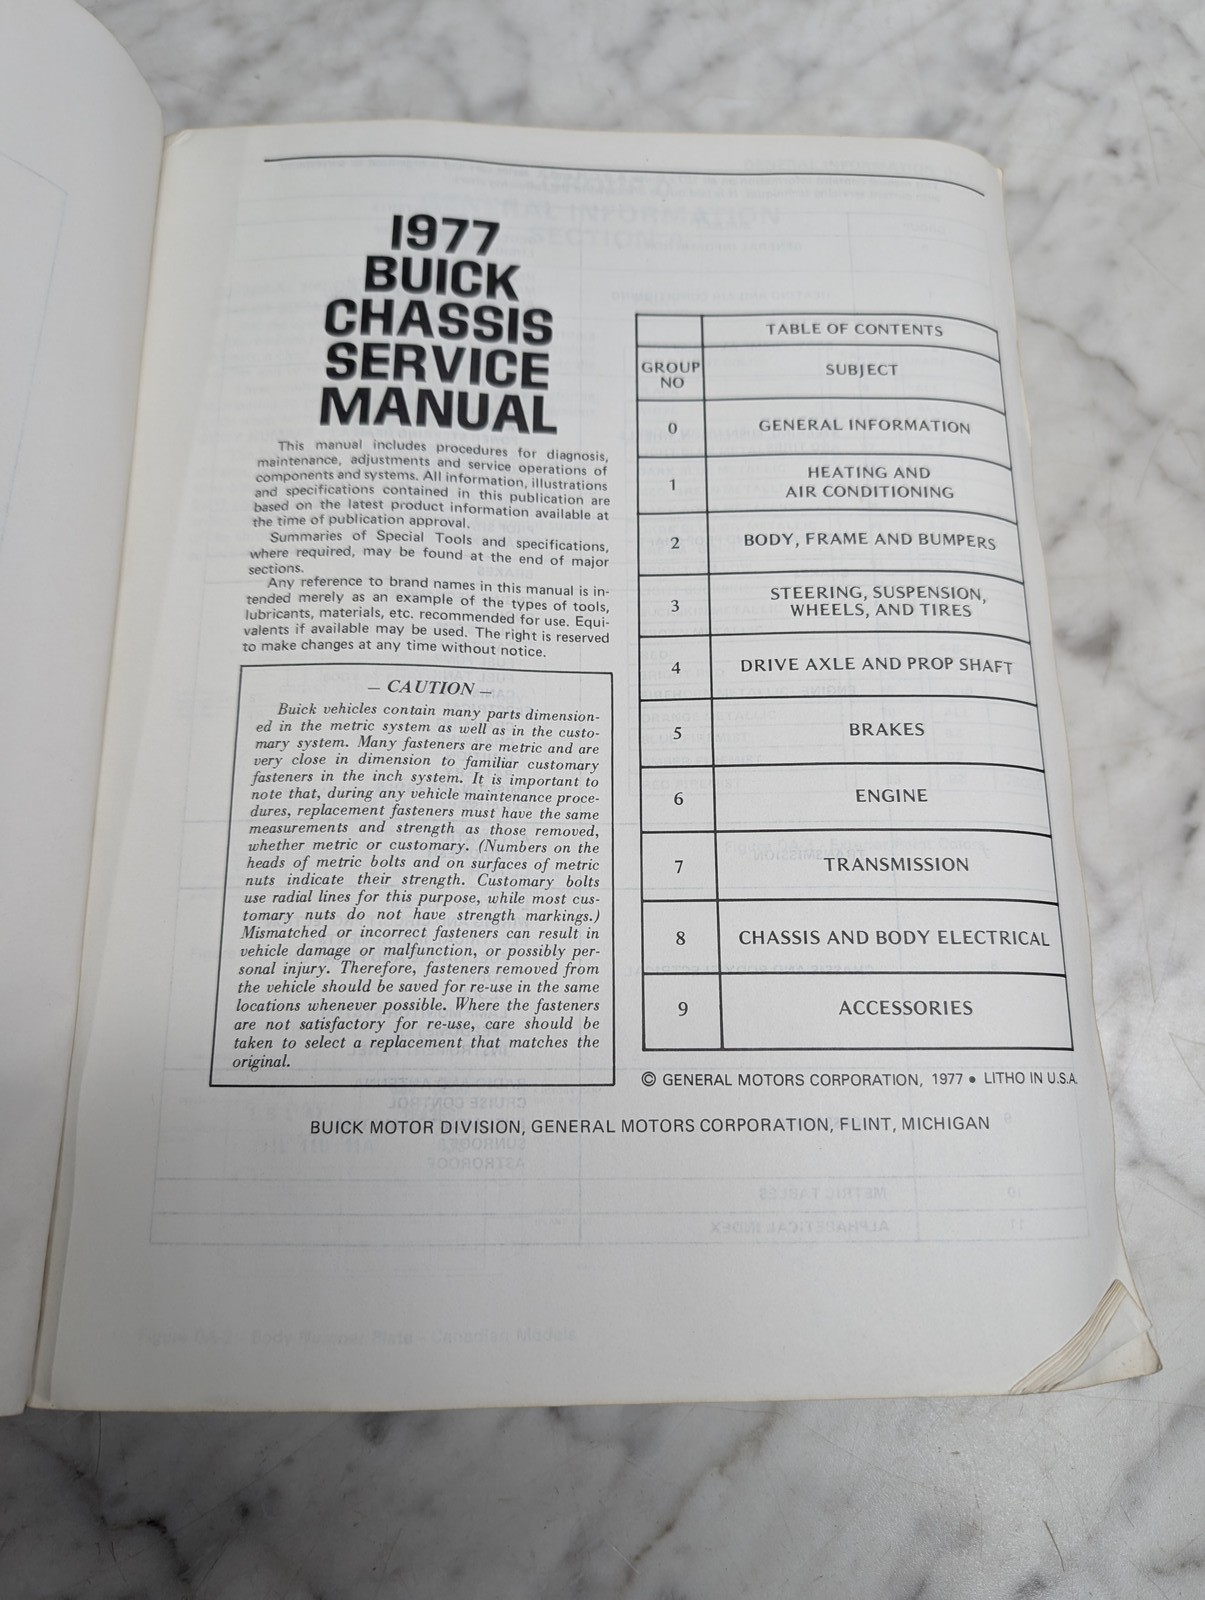 1977
BUICK
CHASSIS
SERVICE
MANUAL
This manual includes procedures for diagnosis,
maintenance, adjustments and service operations of
components and systems. All information, illustrations
and specifications contained in this publication are
based on the latest product information available at
the time of publication approval.
Summaries of Special Tools and specifications,
where required, may be found at the end of major
sections.
Any reference to brand names in this manual is in-
tended merely as an example of the types of tools,
lubricants, materials, etc. recommended for use. Equi-
valents if available may be used. The right is reserved
to make changes at any time without notice.
– CAUTION –
Buick vehicles contain many parts dimension-
ed in the metric system as well as in the custo-
mary system. Many fasteners are metric and are
very close in dimension to familiar customary
fasteners in the inch system. It is important to
note that, during any vehicle maintenance proce-
dures, replacement fasteners must have the same
measurements and strength as those removed,
whether metric or customary. (Numbers on the
heads of metric bolts and on surfaces of metric
nuts indicate their strength. Customary bolts
use radial lines for this purpose, while most cus-
tomary nuts do not have strength markings.)
Mismatched or incorrect fasteners can result in
vehicle damage or malfunction, or possibly per-
sonal injury. Therefore, fasteners removed from
the vehicle should be saved for re-use in the same
locations whenever possible. Where the fasteners
are not satisfactory for re-use, care should be
taken to select a replacement that matches the
original.
TABLE OF CONTENTS
GROUP
NO
SUBJECT
0 GENERAL INFORMATION
1 HEATING AND
AIR CONDITIONING
2 BODY, FRAME AND BUMPERS
3 STEERING, SUSPENSION,
WHEELS, AND TIRES
4 DRIVE AXLE AND PROP SHAFT
5 BRAKES
6 ENGINE
7 TRANSMISSION
8 CHASSIS AND BODY ELECTRICAL
9 ACCESSORIES
© GENERAL MOTORS CORPORATION, 1977 • LITHO IN U.S.A.
BUICK MOTOR DIVISION, GENERAL MOTORS CORPORATION, FLINT, MICHIGAN